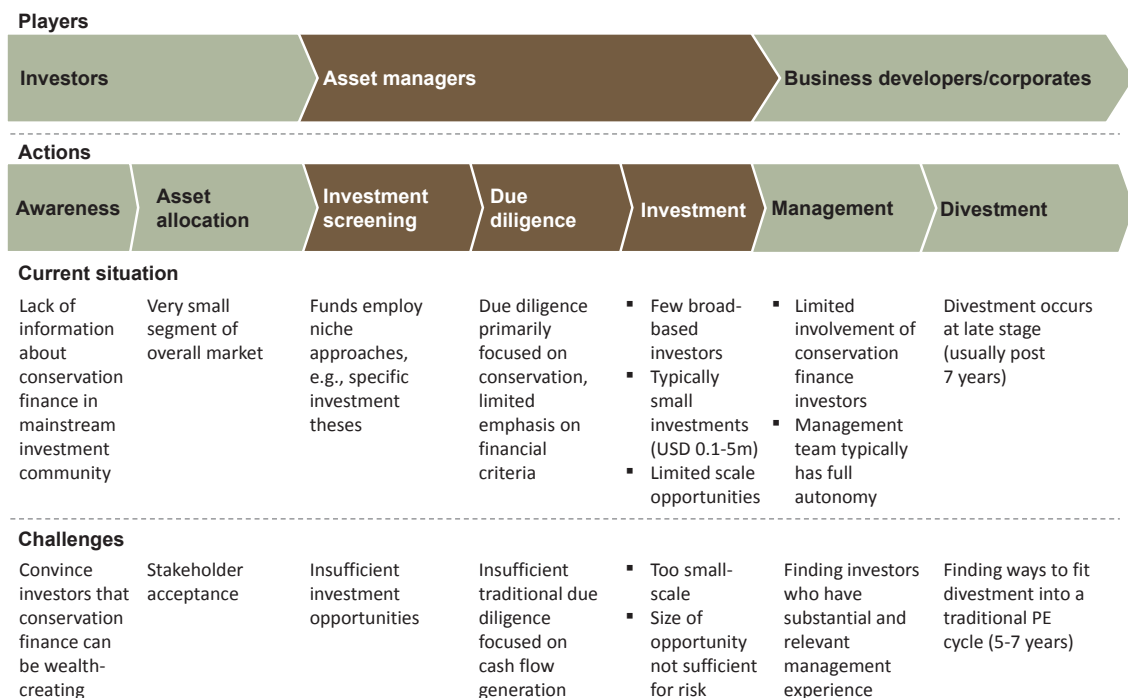 Players
Investors
Asset managers
Business developers/corporates
Actions
Awareness
Asset
allocation
Investment
screening
Due
diligence
Investment
Management
Divestment
Current situation
Lack of
information
about
conservation
finance in
mainstream
investment
community
Very small
segment of
overall market
Funds employ
niche
approaches,
e.g., specific
investment
theses
Due diligence
primarily
focused on
conservation,
limited
emphasis on
financial
criteria
▪ Few broad-
based
investors
▪ Typically
small
investments
(USD 0.1-5m)
▪ Limited scale
opportunities
▪ Limited
involvement of
conservation
finance
investors
▪ Management
team typically
has full
autonomy
Divestment occurs
at late stage
(usually post
7 years)
Challenges
Convince
investors that
conservation
finance can
be wealth-
creating
Stakeholder
acceptance
Insufficient
investment
opportunities
Insufficient
traditional due
diligence
focused on
cash flow
generation
▪ Too small-
scale
▪ Size of
opportunity
not sufficient
for risk
Finding investors
who have
substantial and
relevant
management
experience
Finding ways to fit
divestment into a
traditional PE
cycle (5-7 years)